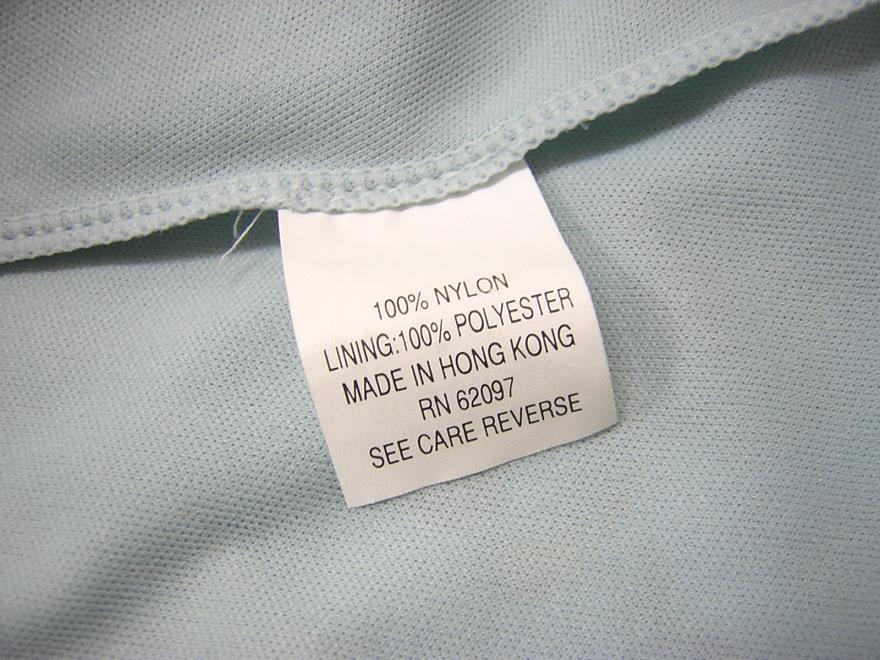 100% NYLON
LINING:100% POLYESTER
MADE IN HONG KONG
RN 62097
SEE CARE REVERSE